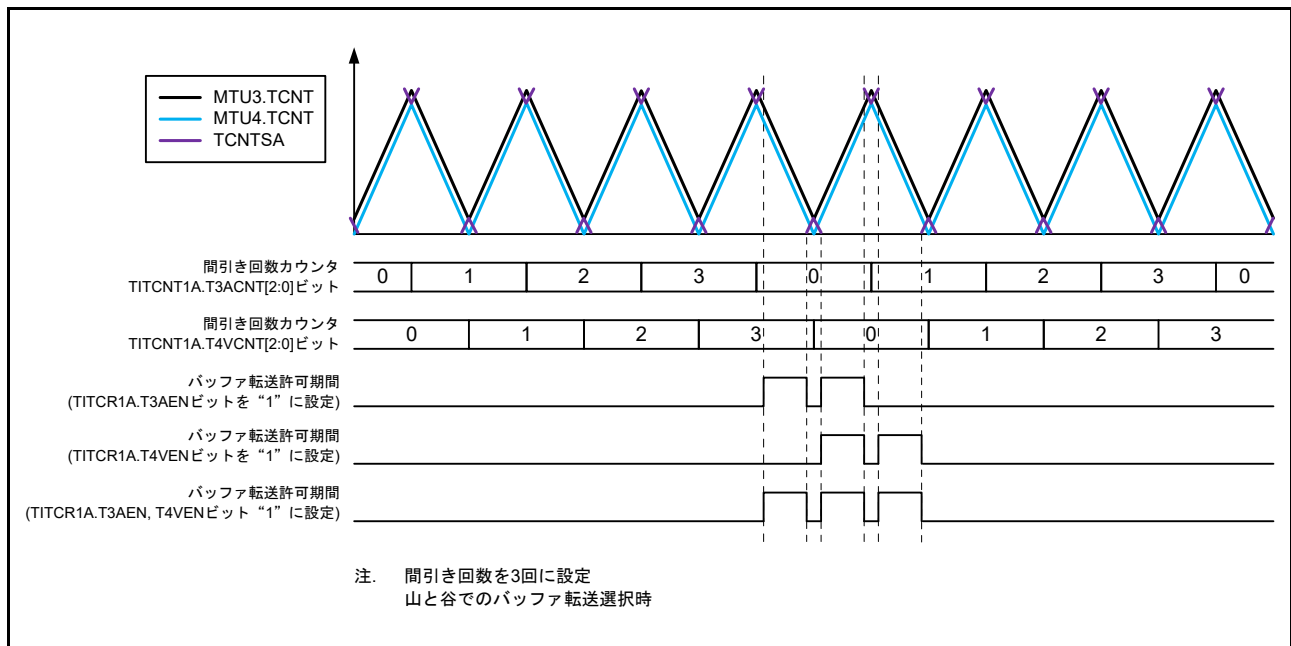 MTU3.TCNT
MTU4.TCNT
TCNTSA
間引き回数カウンタ
TITCNT1A.T3ACNT[2:0]ビット
0 1 2 3 0 1 2 3 0
間引き回数カウンタ
TITCNT1A.T4VCNT[2:0]ビット
0 1 2 3 0 1 2 3
バッファ転送許可期間
(TITCR1A.T3AENビットを“1”に設定)
バッファ転送許可期間
(TITCR1A.T4VENビットを“1”に設定)
バッファ転送許可期間
(TITCR1A.T3AEN, T4VENビット“1”に設定)
注. 間引き回数を3回に設定
山と谷でのバッファ転送選択時